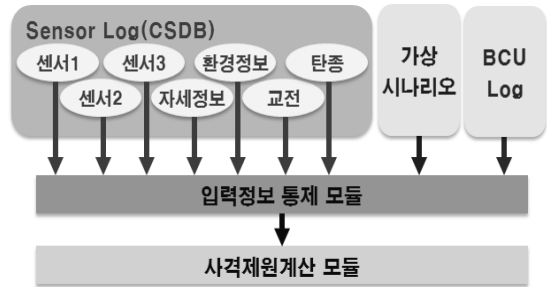 Sensor Log(CSDB)
센서1
센서3
환경정보
탄종
센서2
자세정보
교전
가상
시나리오
BCU
Log
입력정보 통제 모듈
사격제원계산 모듈